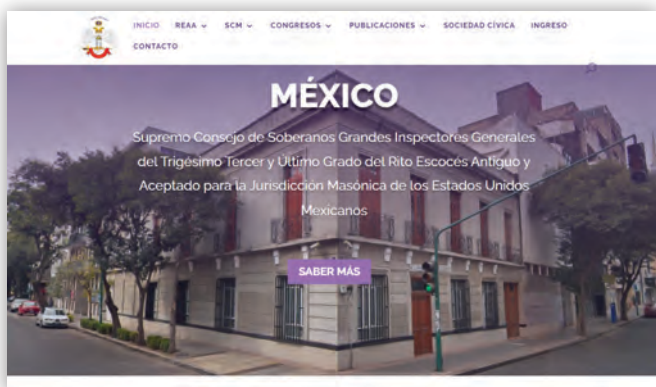 INICIO REAA SCM CONGRESOS PUBLICACIONES SOCIEDAD CÍVICA INGRESO
CONTACTO
MÉXICO
Supremo Consejo de Soberanos Grandes Inspectores Generales
del Trigésimo Tercer y Último Grado del Rito Escocés Antiguo y
Aceptado para la Jurisdicción Masónica de los Estados Unidos
Mexicanos
SABER MÁS